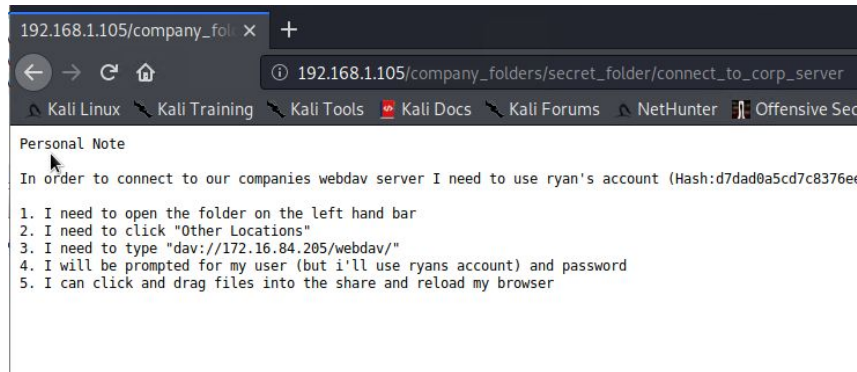 192.168.1.105/company_fol
192.168.1.105/company_folders/secret_folder/connect_to_corp_server
Kali Linux Kali Training Kali Tools Kali Docs Kali Forums NetHunter Offensive Sec
Personal Note
In order to connect to our companies webdav server I need to use ryan's account (Hash:d7dad0a5cd7c8376ee
1. I need to open the folder on the left hand bar
2. I need to click "Other Locations"
3. I need to type "dav://172.16.84.205/webdav/"
4. I will be prompted for my user (but i'll use ryans account) and password
5. I can click and drag files into the share and reload my browser